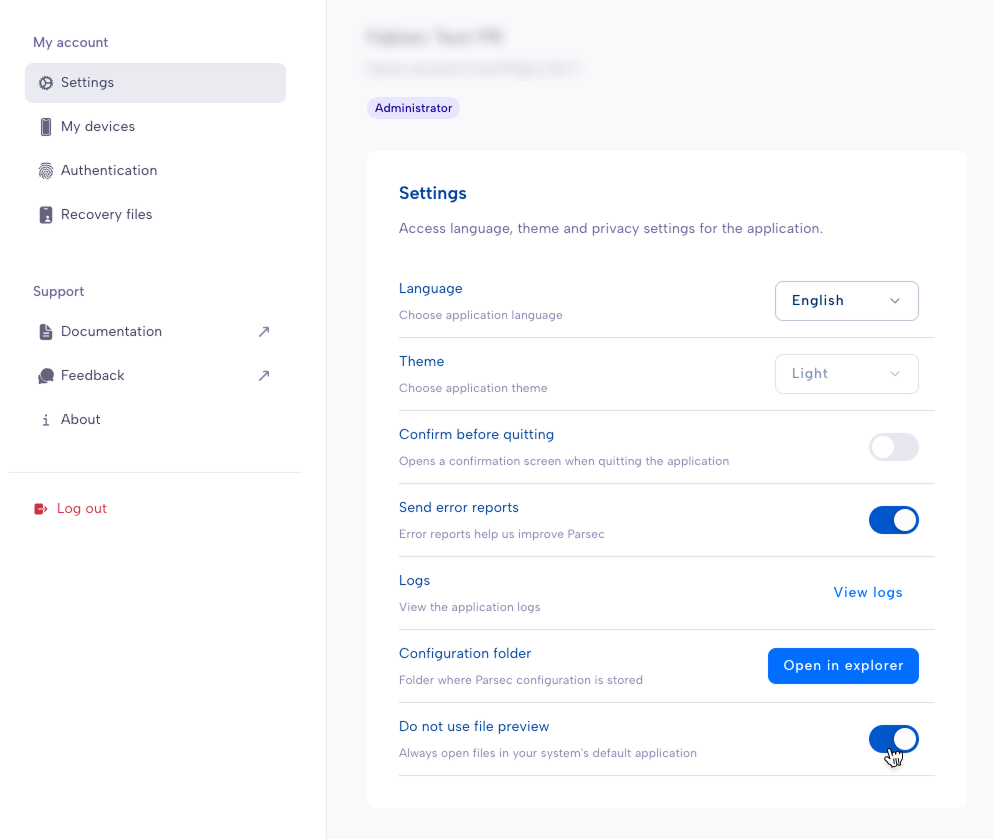 My account
Settings
My devices
Authentication
Recovery files
Support
Documentation
Feedback
About
Log out
Administrator
Settings
Access language, theme and privacy settings for the application.
Language
English
Choose application language
Theme
Light
Choose application theme
Confirm before quitting
Opens a confirmation screen when quitting the application
Send error reports
Error reports help us improve Parsec
Logs
View logs
View the application logs
Configuration folder
Open in explorer
Folder where Parsec configuration is stored
Do not use file preview
Always open files in your system's default application